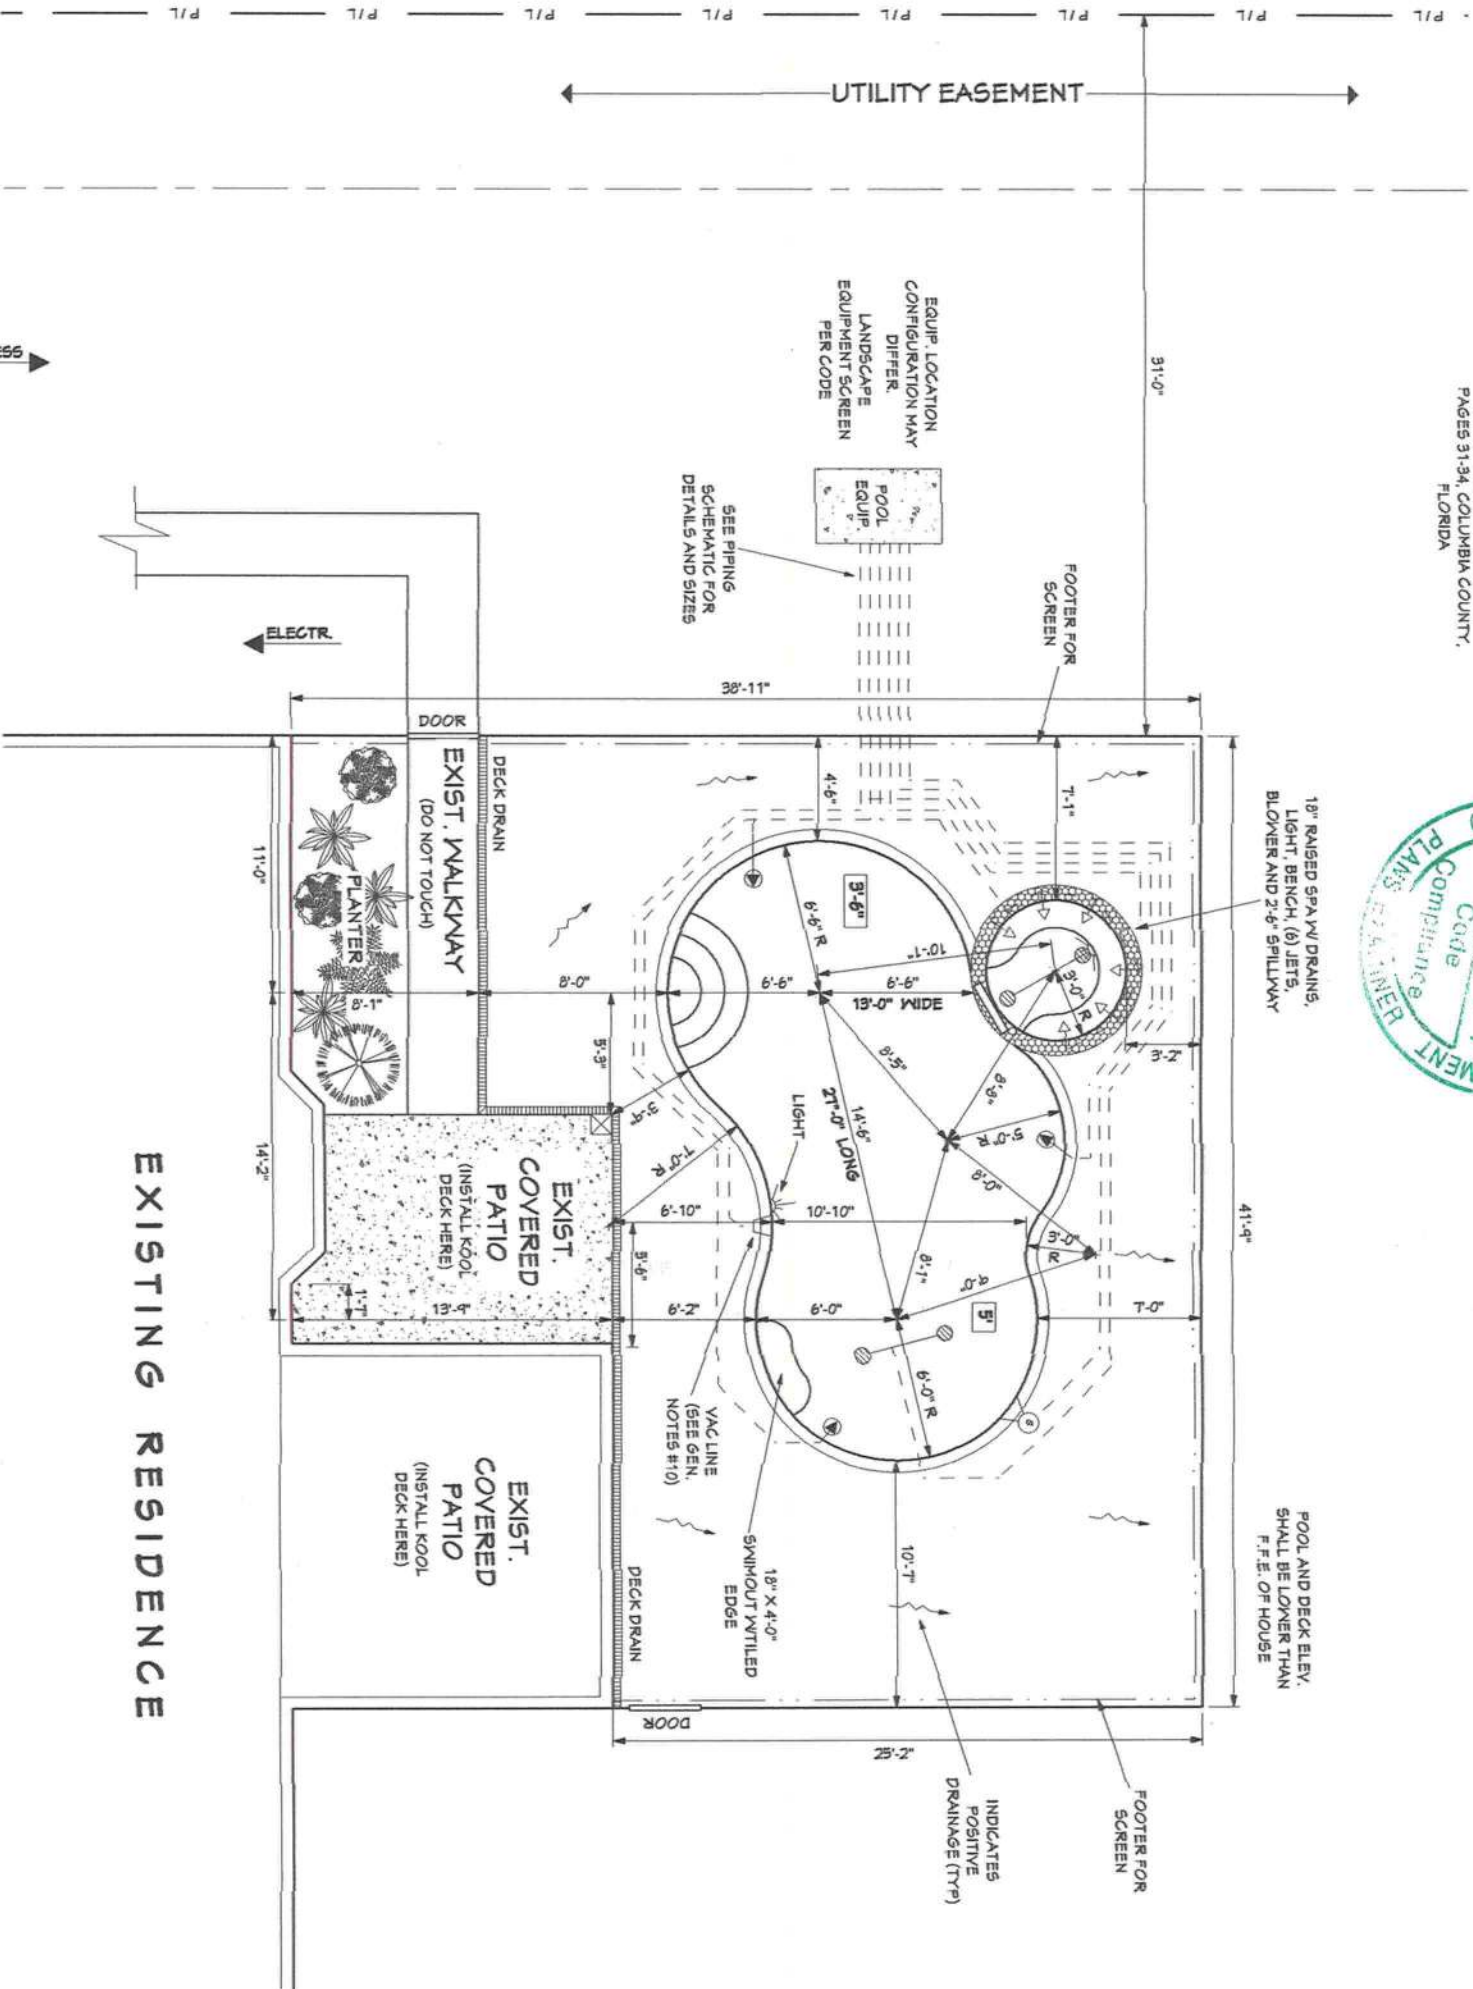 P/L P/L P/L P/L P/L P/L P/L P/L
UTILITY EASEMENT
PAGES 31-34, COLUMBIA COUNTY,
FLORIDA
31'-0"
EQUIP. LOCATION
CONFIGURATION MAY
DIFFER.
LANDSCAPE
EQUIPMENT SCREEN
PER CODE
POOL
EQUIP.
SEE PIPING
SCHEMATIC FOR
DETAILS AND SIZES
FOOTER FOR
SCREEN
ELECTR.
38'-11"
DOOR
DECK DRAIN
EXIST. WALKWAY
(DO NOT TOUCH)
PLANTER
11'-0"
14'-2"
8'-1"
8'-0"
4'-6"
7'-1"
18" RAISED SPA W/ DRAINS,
LIGHT, BENCH, (6) JETS,
BLOWER AND 2'-6" SPILLWAY
Code
Compliance
PLANS
3'-6"
6'-6" R
10'-1"
6'-6"
6'-6"
13'-0" WIDE
3'-0" R
3'-2"
5'-3"
3'-9"
8'-5"
14'-6"
27'-0" LONG
8'-8"
5'-0" R
8'-0"
LIGHT
7'-0" R
6'-10"
10'-10"
3'-0"
R
8'-1"
5'-6"
41'-9"
EXIST.
COVERED
PATIO
(INSTALL KOOL
DECK HERE)
1'-7"
13'-9"
6'-2"
6'-0"
5'
7'-0"
6'-0" R
VAC LINE
(SEE GEN.
NOTES #10)
18" X 4'-0"
SWIMOUT W/TILED
EDGE
10'-7"
POOL AND DECK ELEV.
SHALL BE LOWER THAN
F.F.E. OF HOUSE
EXIST.
COVERED
PATIO
(INSTALL KOOL
DECK HERE)
DECK DRAIN
DOOR
25'-2"
INDICATES
POSITIVE
DRAINAGE (TYP)
FOOTER FOR
SCREEN
EXISTING RESIDENCE